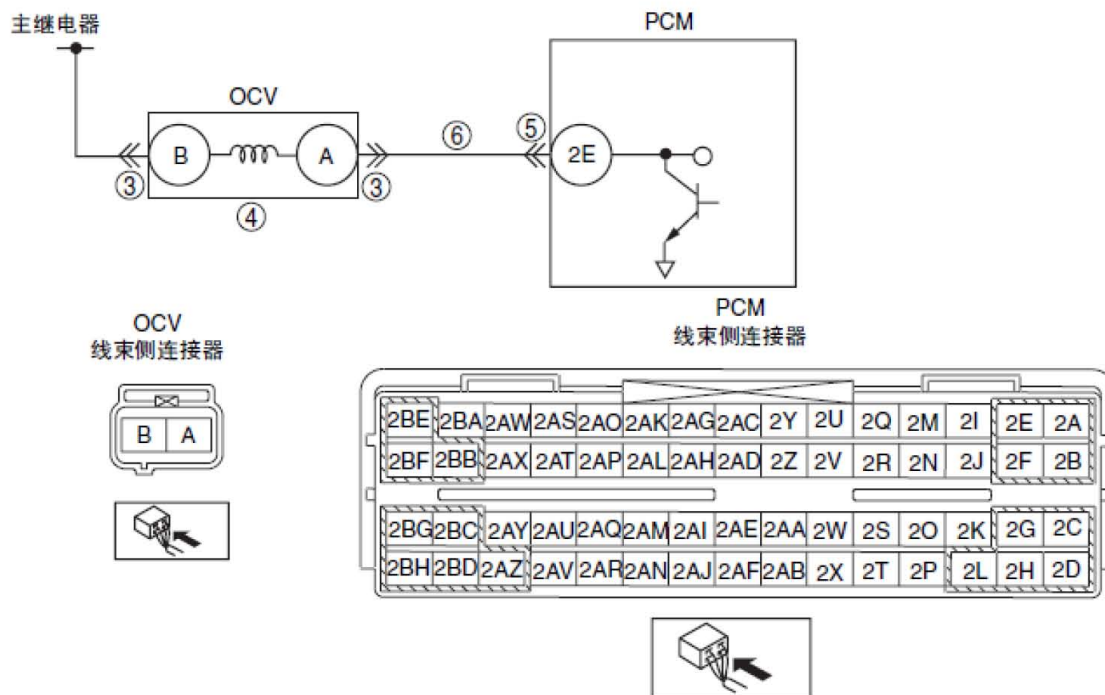 主继电器
PCM
OCV
B
A
③
③
④
⑥
⑤
2E
OCV
线束侧连接器
PCM
线束侧连接器
B A
2BE 2BA 2AW 2AS 2AO 2AK 2AG 2AC 2Y 2U 2Q 2M 2I 2E 2A
2BF 2BB 2AX 2AT 2AP 2AL 2AH 2AD 2Z 2V 2R 2N 2J 2F 2B
2BG 2BC 2AY 2AU 2AQ 2AM 2AI 2AE 2AA 2W 2S 2O 2K 2G 2C
2BH 2BD 2AZ 2AV 2AR 2AN 2AJ 2AF 2AB 2X 2T 2P 2L 2H 2D